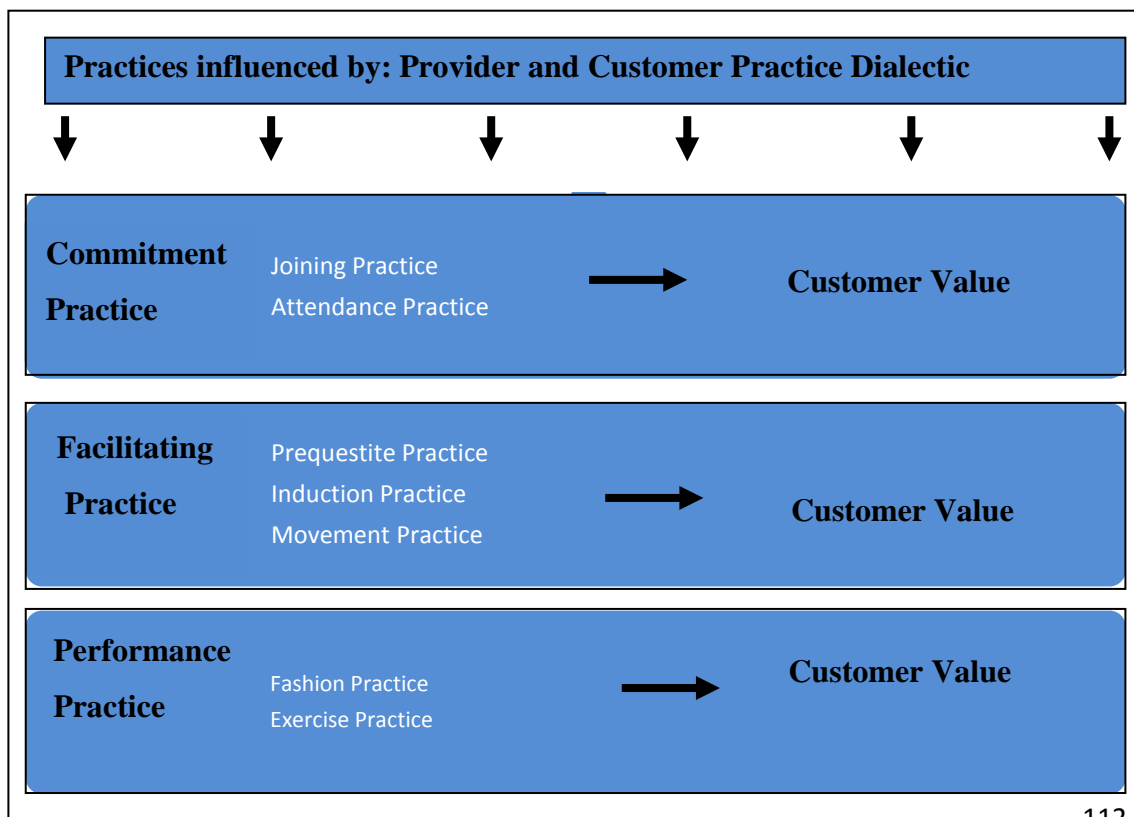 Practices influenced by: Provider and Customer Practice Dialectic
Commitment
Practice
Joining Practice
Attendance Practice
Customer Value
Facilitating
Practice
Prequestite Practice
Induction Practice
Movement Practice
Customer Value
Performance
Practice
Fashion Practice
Exercise Practice
Customer Value
112